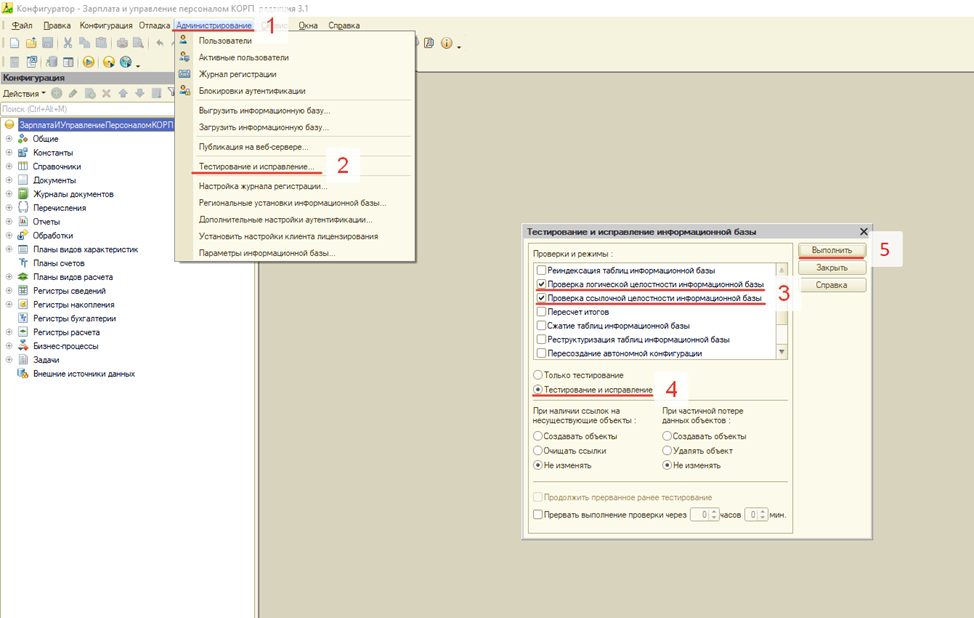 Конфигуратор - Зарплата и управление персоналом КОРП, редакция 3.1
Файл Правка Конфигурация Отладка Администрирование 1 Окна Справка
Конфигурация
Действия
Поиск (Ctrl+Alt+M)
ЗарплатаИУправлениеПерсоналомКОРП
Общие
Константы
Справочники
Документы
Журналы документов
Перечисления
Отчеты
Обработки
Планы видов характеристик
Планы счетов
Планы видов расчета
Регистры сведений
Регистры накопления
Регистры бухгалтерии
Регистры расчета
Бизнес-процессы
Задачи
Внешние источники данных
Пользователи
Активные пользователи
Журнал регистрации
Блокировки аутентификации
Выгрузить информационную базу...
Загрузить информационную базу...
Публикация на веб-сервере...
Тестирование и исправление... 2
Настройка журнала регистрации...
Региональные установки информационной базы...
Дополнительные настройки аутентификации...
Установить настройки клиента лицензирования
Параметры информационной базы...
Тестирование и исправление информационной базы
Проверки и режимы :
Реиндексация таблиц информационной базы
Проверка логической целостности информационной базы
Проверка ссылочной целостности информационной базы
3
Пересчет итогов
Сжатие таблиц информационной базы
Реструктуризация таблиц информационной базы
Пересоздание автономной конфигурации
Выполнить 5
Закрыть
Справка
Только тестирование
Тестирование и исправление 4
При наличии ссылок на
несуществующие объекты :
Создавать объекты
Очищать ссылки
Не изменять
При частичной потере
данных объектов :
Создавать объекты
Удалять объект
Не изменять
Продолжить прерванное ранее тестирование
Прервать выполнение проверки через 0 часов 0 мин.